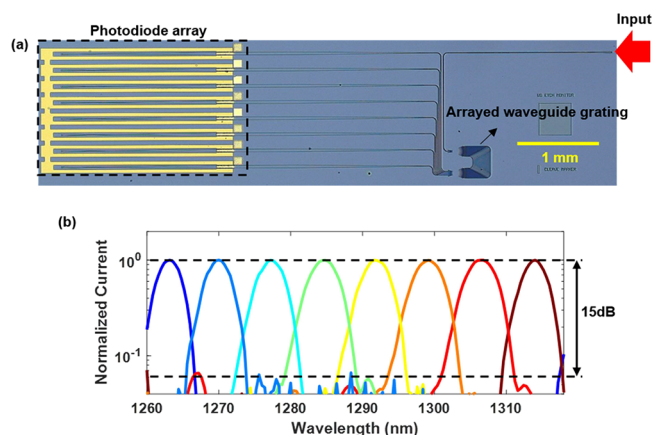 Photodiode array
Input
(a)
Arrayed waveguide grating
1 mm
(b)
Normalized Current
10⁰
10⁻¹
15dB
1260 1270 1280 1290 1300 1310
Wavelength (nm)